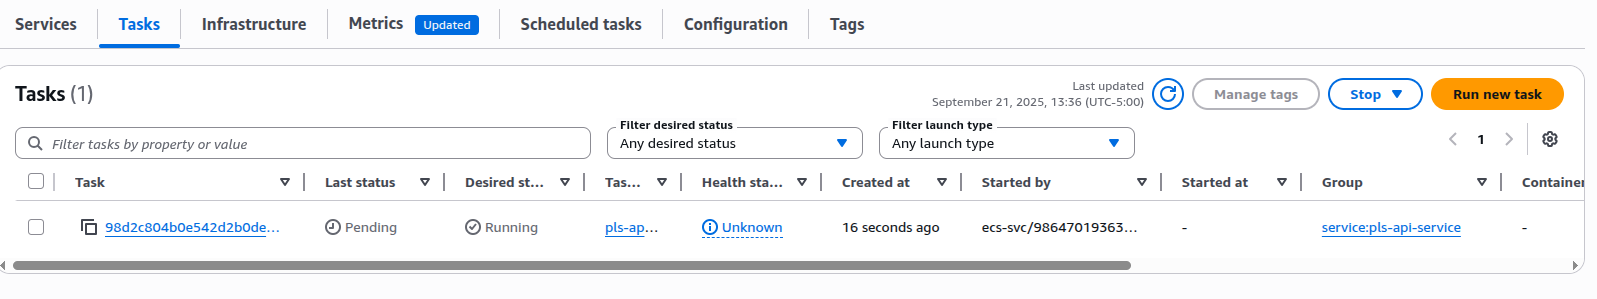 Services Tasks Infrastructure Metrics Updated Scheduled tasks Configuration Tags
Tasks (1)
Last updated
September 21, 2025, 13:36 (UTC-5:00)
Manage tags Stop Run new task
Filter tasks by property or value
Filter desired status
Any desired status
Filter launch type
Any launch type
1
Task Last status Desired st... Tas... Health sta... Created at Started by Started at Group Container
98d2c804b0e542d2b0de... Pending Running pls-ap... Unknown 16 seconds ago ecs-svc/98647019363... - service:pls-api-service -